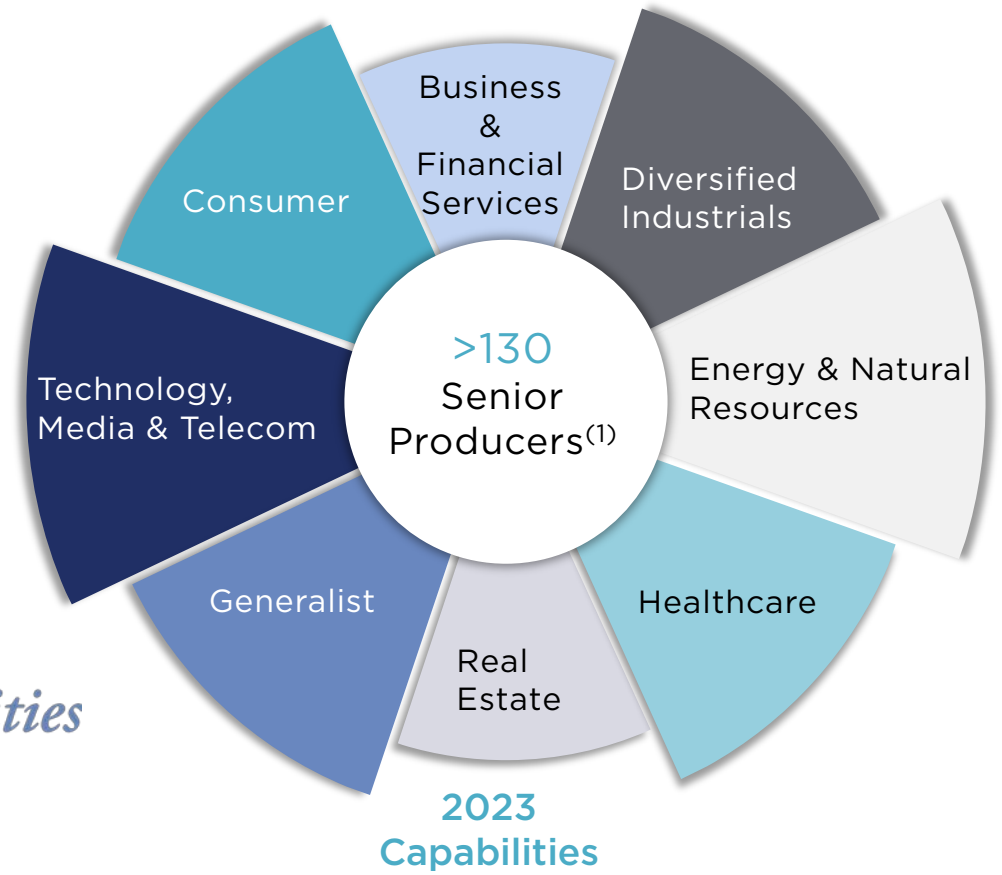 Business
&
Financial
Services
Diversified
Industrials
Consumer
Energy & Natural
Resources
>130
Senior
Producers(1)
Technology,
Media & Telecom
Healthcare
Generalist
Real
Estate
2023
Capabilities